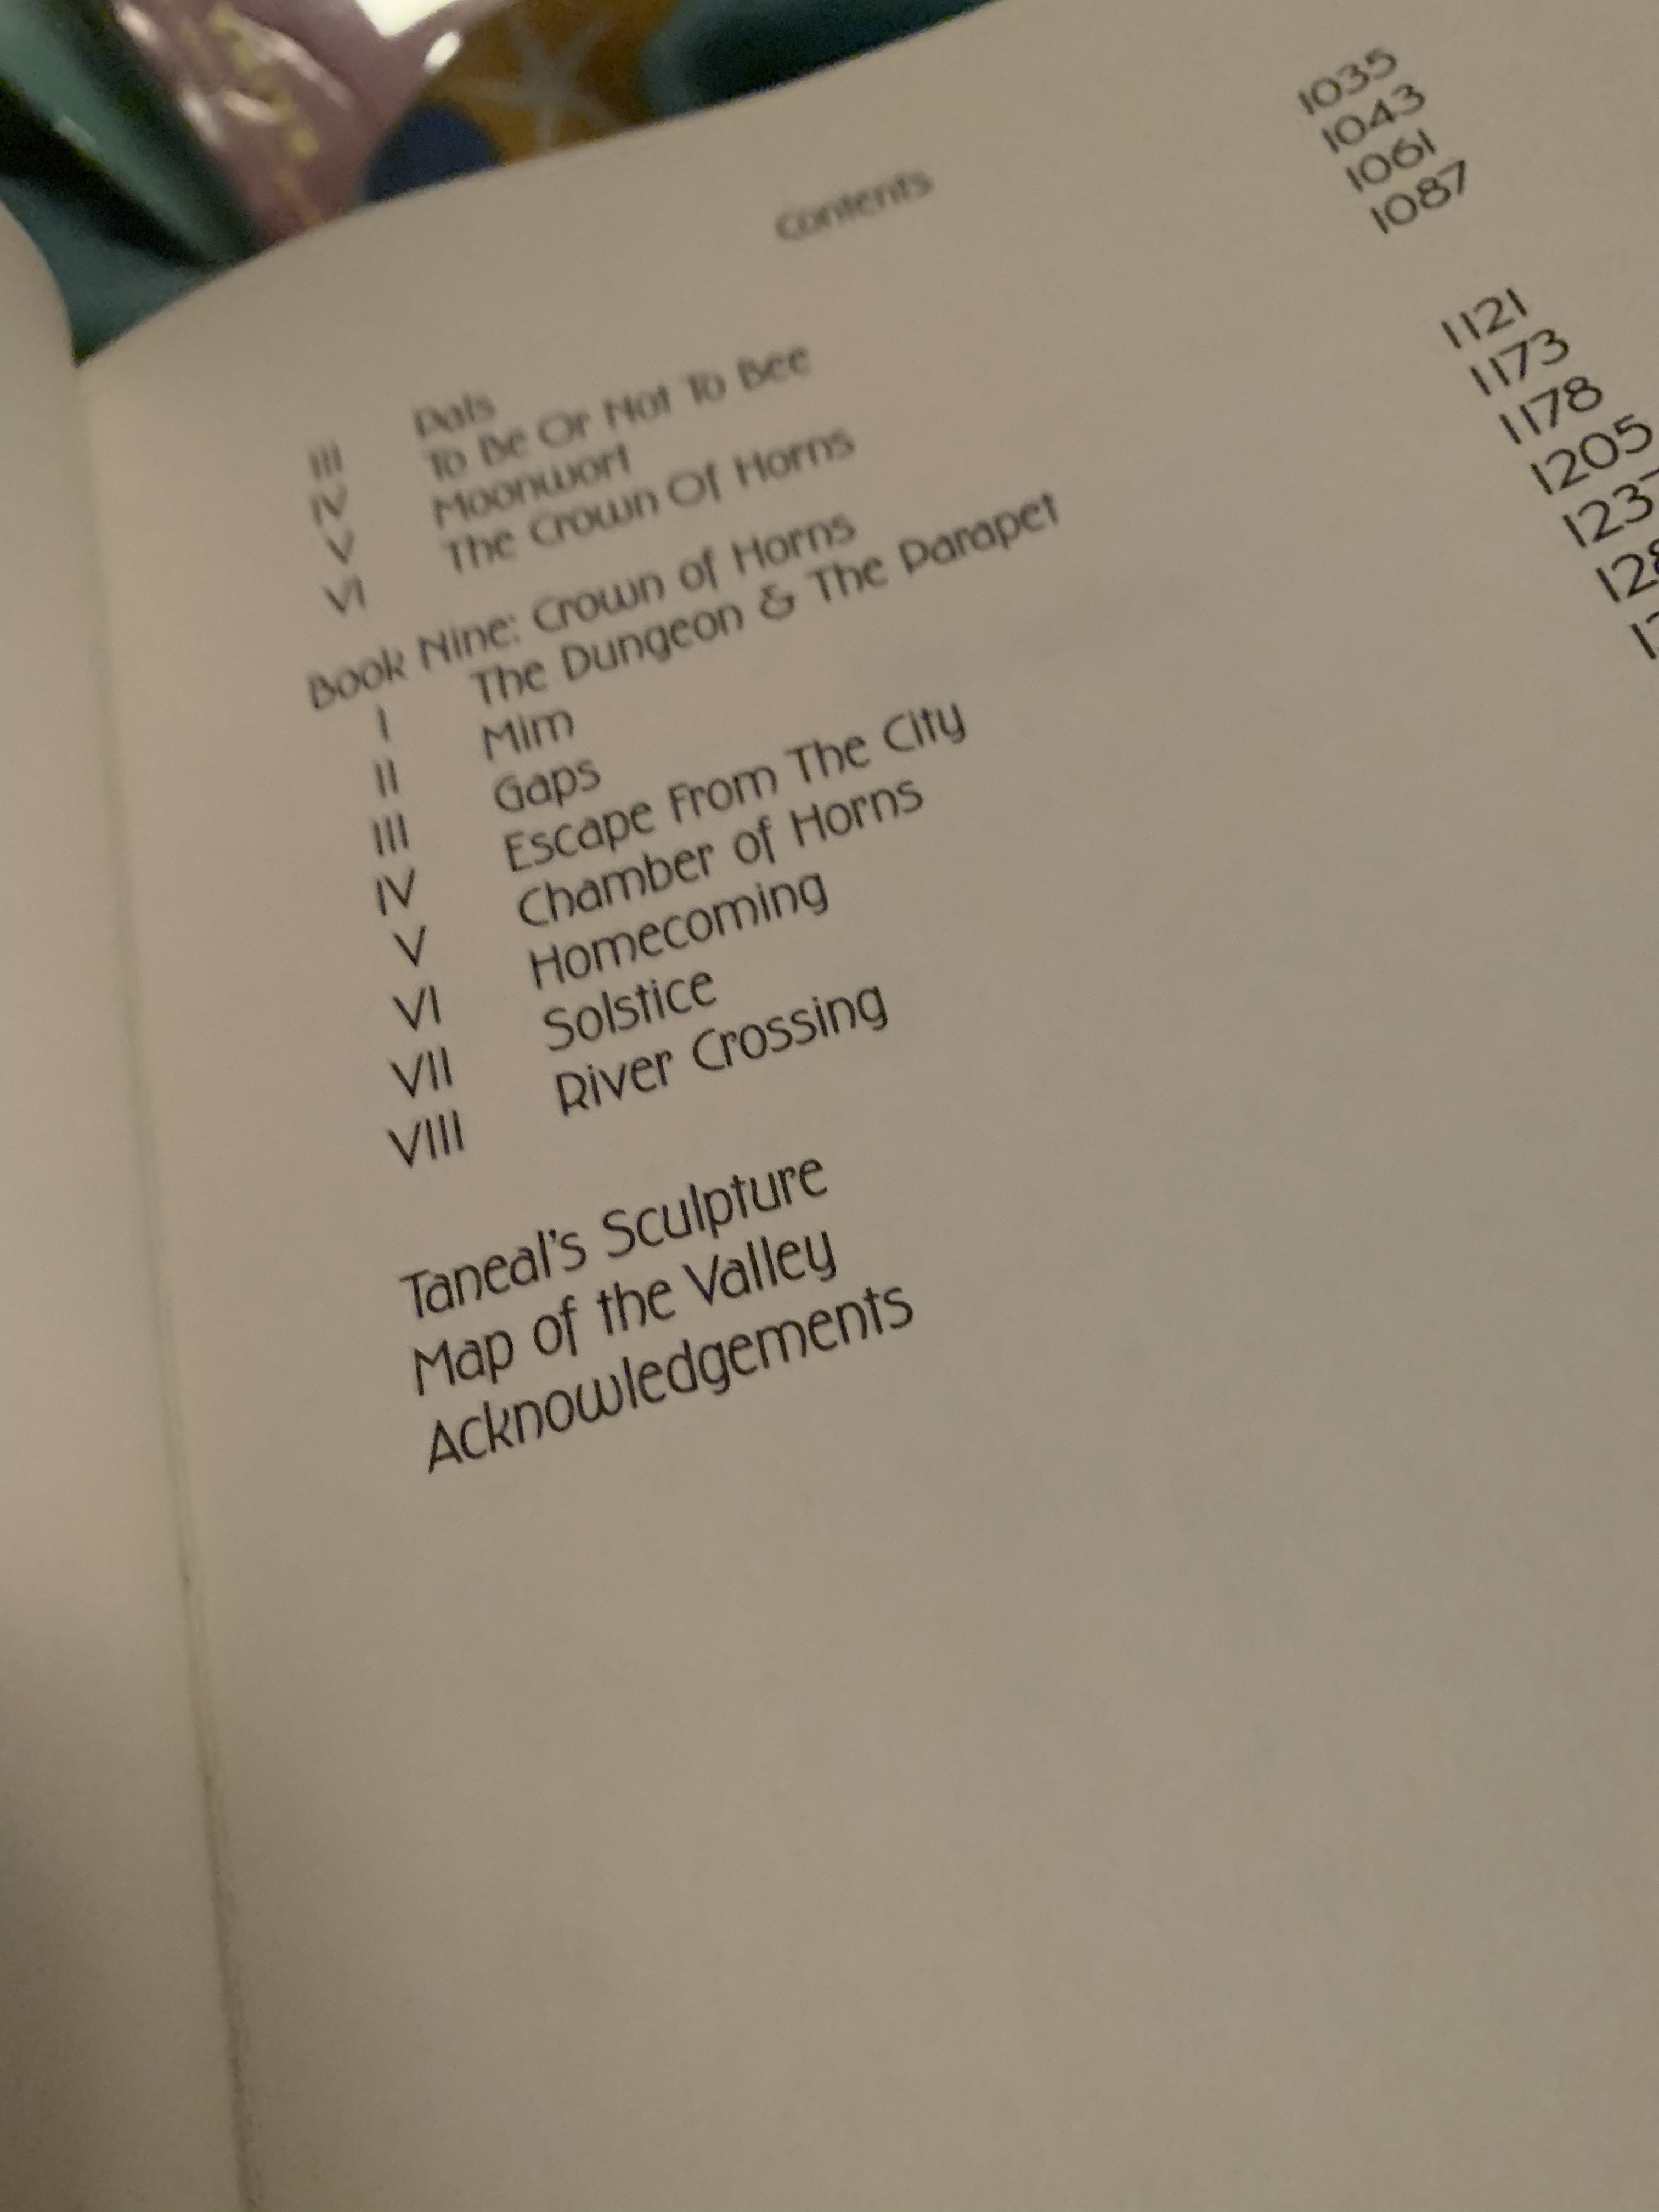 Contents
III Pals 1035
IV To Be Or Not To Bee 1043
V Moonwort 1061
VI The Crown Of Horns 1087
Book Nine: Crown of Horns
I The Dungeon & The Parapet 1121
II Mim 1173
III Gaps 1178
IV Escape From The City 1205
V Chamber of Horns 123
VI Homecoming 12
VII Solstice
VIII River Crossing
Taneal's Sculpture
Map of the Valley
Acknowledgements